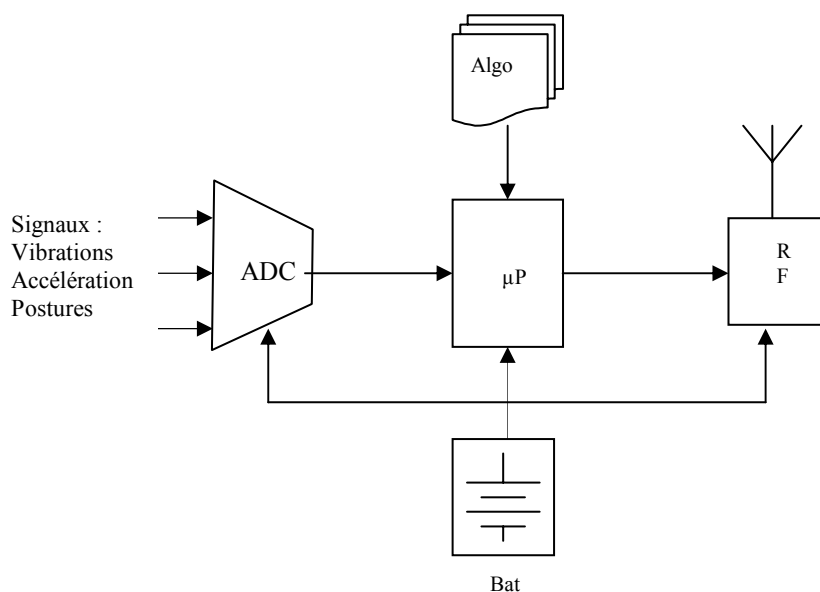 Algo
Signaux :
Vibrations
Accélération
Postures
ADC
µP
R
F
Bat